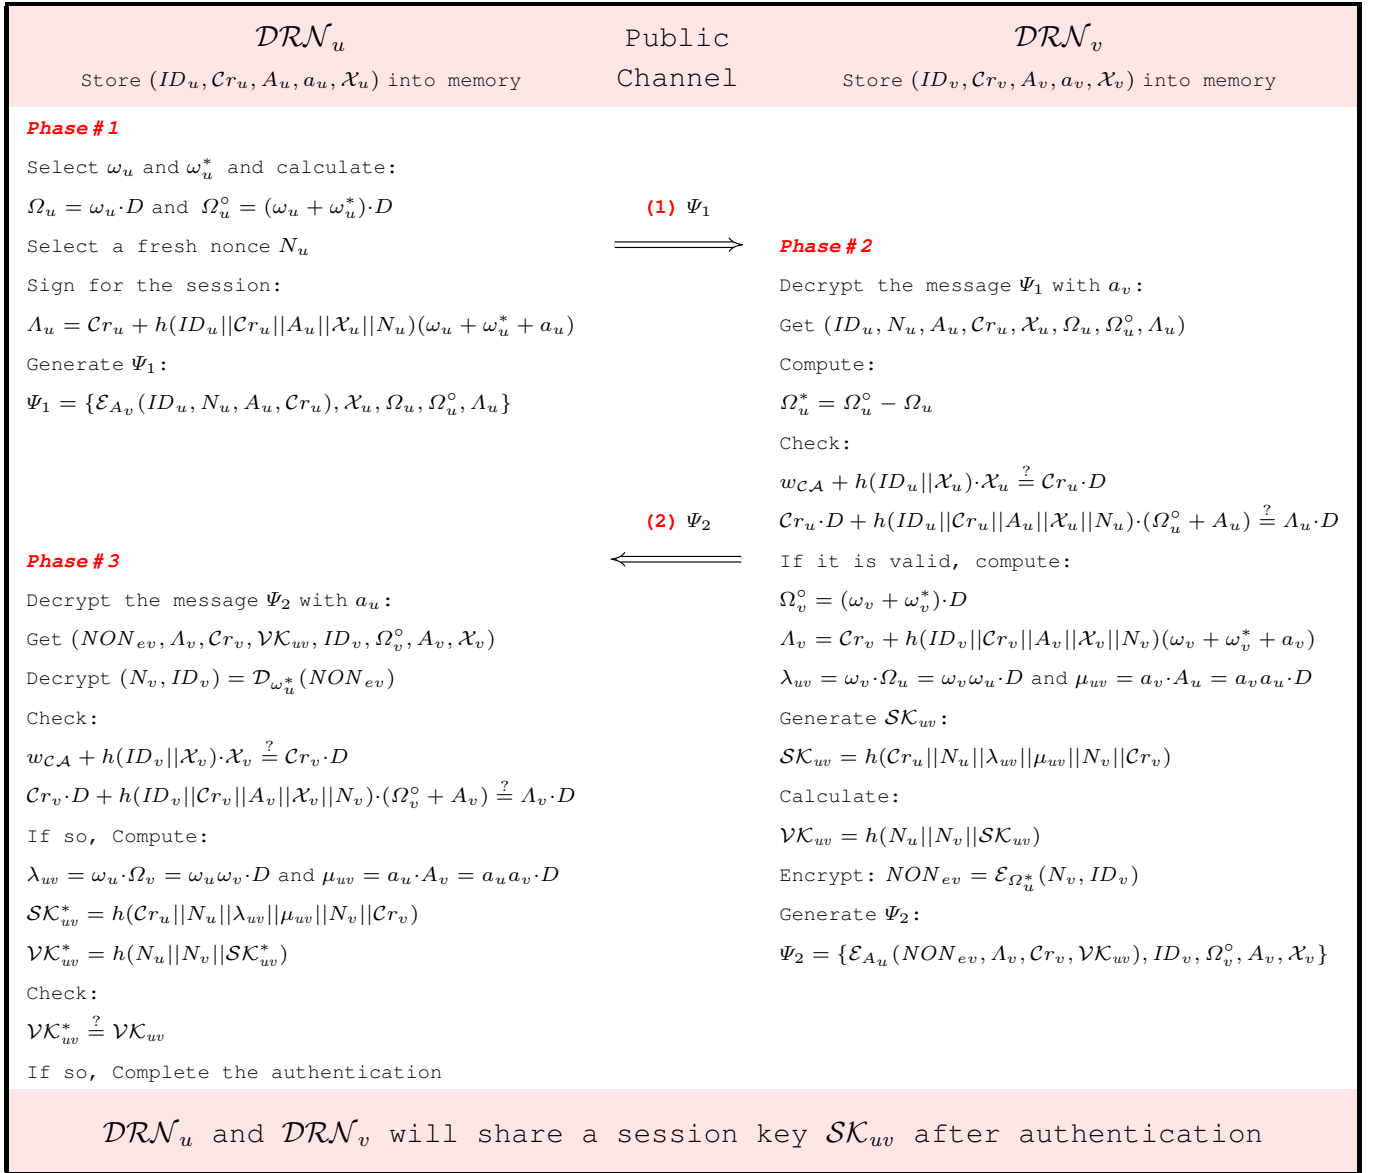 𝒟ℛ𝒩_u Public 𝒟ℛ𝒩_v
Store (ID_u, 𝒞r_u, A_u, a_u, 𝒳_u) into memory Channel Store (ID_v, 𝒞r_v, A_v, a_v, 𝒳_v) into memory
Phase # 1
Select ω_u and ω_u^* and calculate:
Ω_u = ω_u·D and Ω_u^∘ = (ω_u + ω_u^*)·D
Select a fresh nonce N_u
Sign for the session:
Λ_u = 𝒞r_u + h(ID_u||𝒞r_u||A_u||𝒳_u||N_u)(ω_u + ω_u^* + a_u)
Generate Ψ_1:
Ψ_1 = {ℰ_{A_v}(ID_u, N_u, A_u, 𝒞r_u), 𝒳_u, Ω_u, Ω_u^∘, Λ_u}
(1) Ψ_1
⟹
Phase # 2
Decrypt the message Ψ_1 with a_v:
Get (ID_u, N_u, A_u, 𝒞r_u, 𝒳_u, Ω_u, Ω_u^∘, Λ_u)
Compute:
Ω_u^* = Ω_u^∘ − Ω_u
Check:
w_{𝒞𝒜} + h(ID_u||𝒳_u)·𝒳_u ≟ 𝒞r_u·D
𝒞r_u·D + h(ID_u||𝒞r_u||A_u||𝒳_u||N_u)·(Ω_u^∘ + A_u) ≟ Λ_u·D
If it is valid, compute:
Ω_v^∘ = (ω_v + ω_v^*)·D
Λ_v = 𝒞r_v + h(ID_v||𝒞r_v||A_v||𝒳_v||N_v)(ω_v + ω_v^* + a_v)
λ_{uv} = ω_v·Ω_u = ω_vω_u·D and μ_{uv} = a_v·A_u = a_va_u·D
Generate 𝒮𝒦_{uv}:
𝒮𝒦_{uv} = h(𝒞r_u||N_u||λ_{uv}||μ_{uv}||N_v||𝒞r_v)
Calculate:
𝒱𝒦_{uv} = h(N_u||N_v||𝒮𝒦_{uv})
Encrypt: NON_{ev} = ℰ_{Ω_u^*}(N_v, ID_v)
Generate Ψ_2:
Ψ_2 = {ℰ_{A_u}(NON_{ev}, Λ_v, 𝒞r_v, 𝒱𝒦_{uv}), ID_v, Ω_v^∘, A_v, 𝒳_v}
(2) Ψ_2
⟸
Phase # 3
Decrypt the message Ψ_2 with a_u:
Get (NON_{ev}, Λ_v, 𝒞r_v, 𝒱𝒦_{uv}, ID_v, Ω_v^∘, A_v, 𝒳_v)
Decrypt (N_v, ID_v) = 𝒟_{ω_u^*}(NON_{ev})
Check:
w_{𝒞𝒜} + h(ID_v||𝒳_v)·𝒳_v ≟ 𝒞r_v·D
𝒞r_v·D + h(ID_v||𝒞r_v||A_v||𝒳_v||N_v)·(Ω_v^∘ + A_v) ≟ Λ_v·D
If so, Compute:
λ_{uv} = ω_u·Ω_v = ω_uω_v·D and μ_{uv} = a_u·A_v = a_ua_v·D
𝒮𝒦_{uv}^* = h(𝒞r_u||N_u||λ_{uv}||μ_{uv}||N_v||𝒞r_v)
𝒱𝒦_{uv}^* = h(N_u||N_v||𝒮𝒦_{uv}^*)
Check:
𝒱𝒦_{uv}^* ≟ 𝒱𝒦_{uv}
If so, Complete the authentication
𝒟ℛ𝒩_u and 𝒟ℛ𝒩_v will share a session key 𝒮𝒦_{uv} after authentication